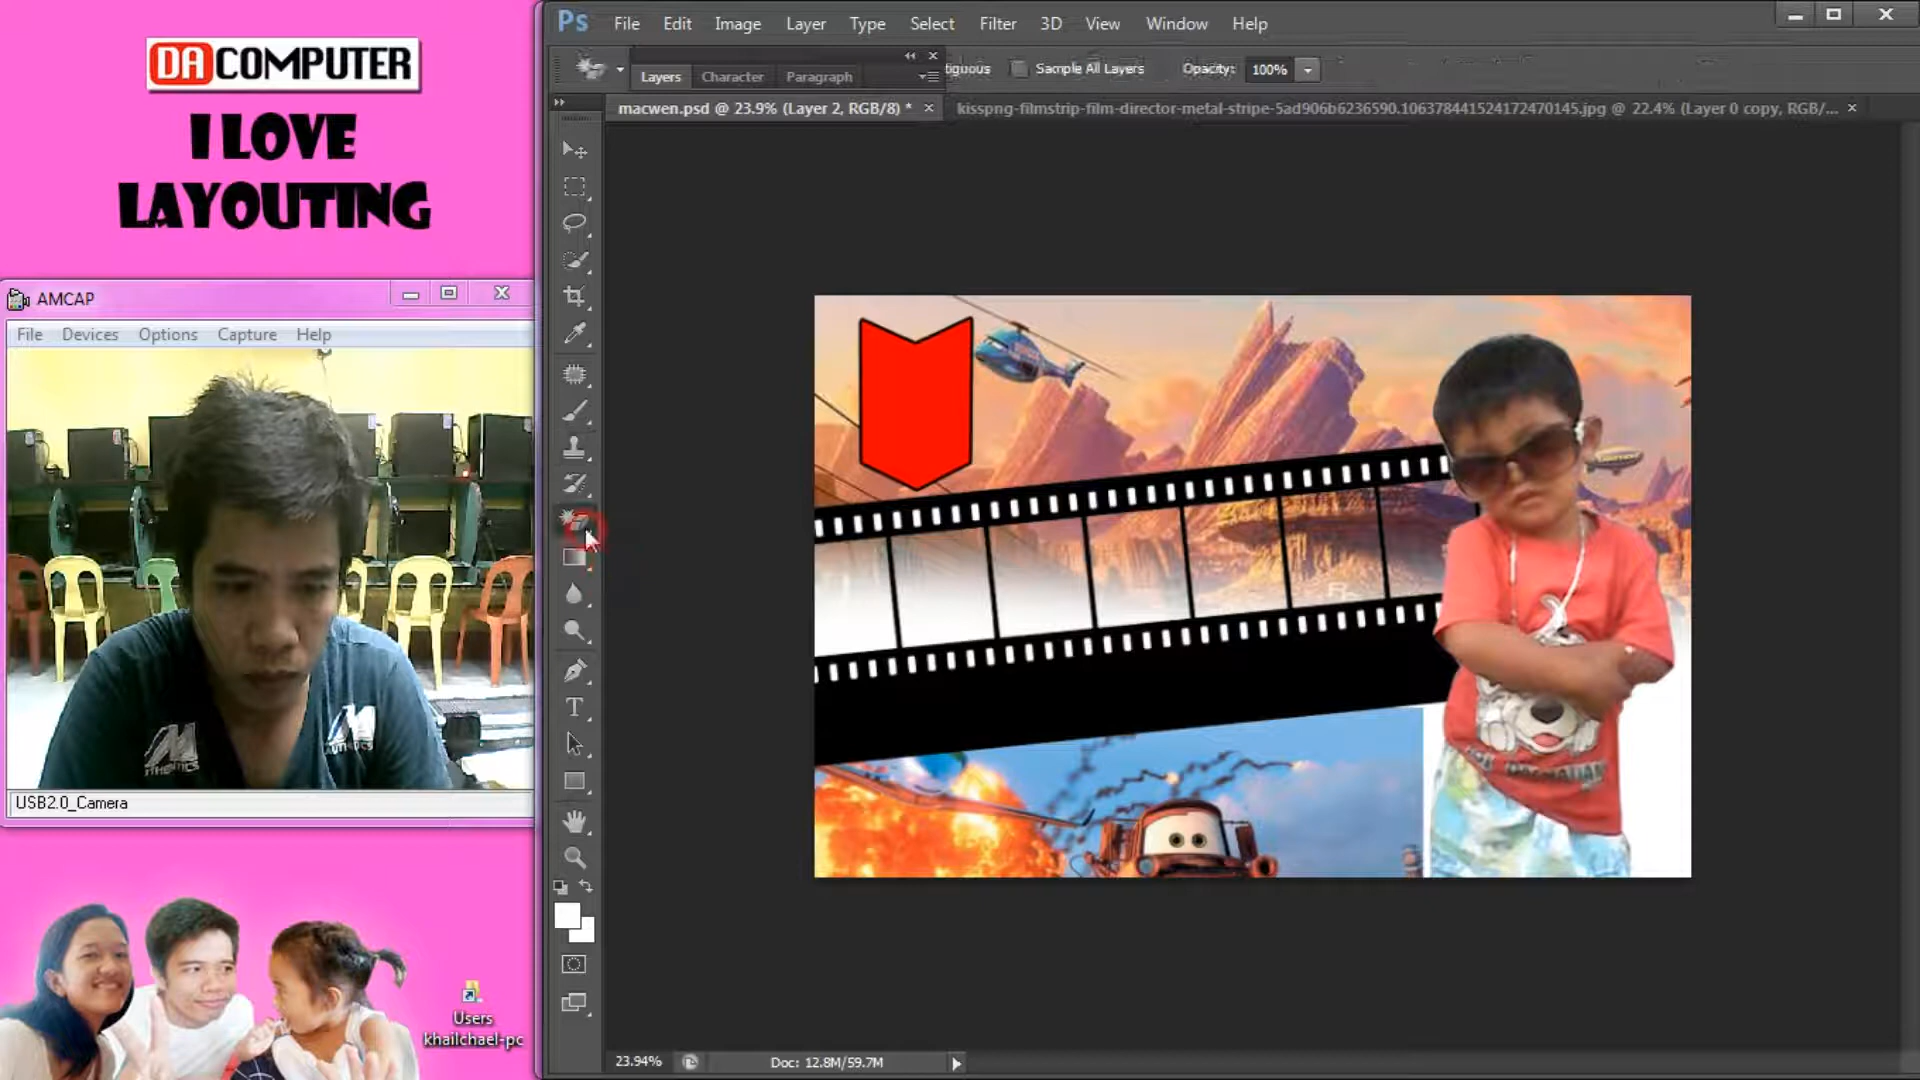 DA COMPUTER
I LOVE
LAYOUTING
AMCAP
File Devices Options Capture Help
AUTHENTICS
USB2.0_Camera
Users
khailchael-pc
Ps File Edit Image Layer Type Select Filter 3D View Window Help
Layers Character Paragraph
Sample All Layers Opacity: 100%
macwen.psd @ 23.9% (Layer 2, RGB/8) *
kisspng-filmstrip-film-director-metal-stripe-5ad906b6236590.1063784415241724701​45.jpg @ 22.4% (Layer 0 copy, RGB/...
23.94%
Doc: 12.8M/59.7M